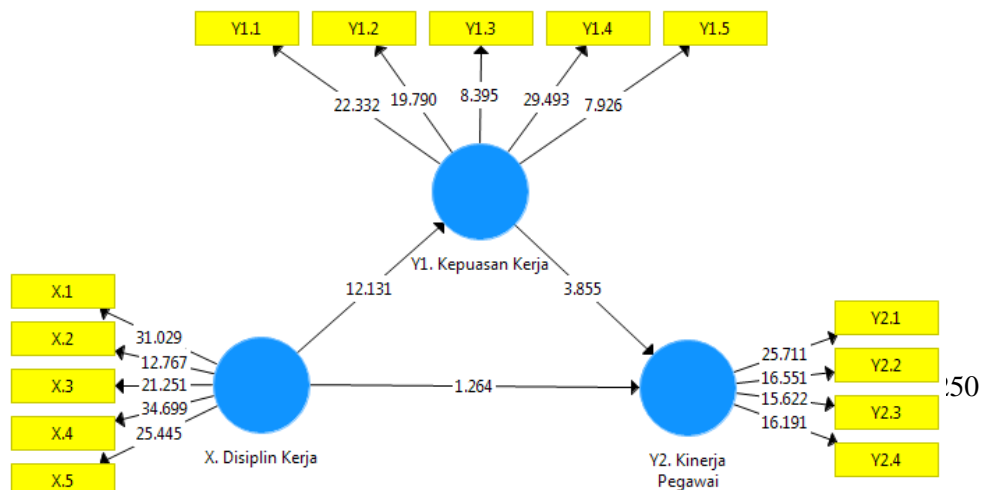 Y1.1 Y1.2 Y1.3 Y1.4 Y1.5
22.332 19.790 8.395 29.493 7.926
Y1. Kepuasan Kerja
12.131 3.855
X.1
X.2
X.3
X.4
X.5
31.029
12.767
21.251
34.699
25.445
X. Disiplin Kerja
1.264
25.711
16.551
15.622
16.191
Y2.1
Y2.2
Y2.3
Y2.4
Y2. Kinerja
Pegawai